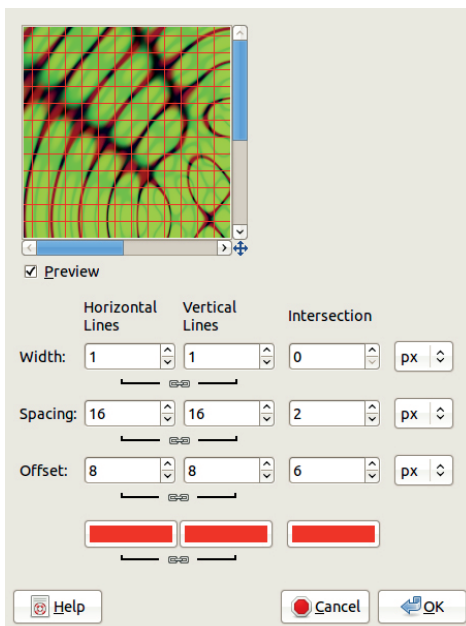 Preview
Horizontal Lines
Vertical Lines
Intersection
Width:
1
1
0
px
Spacing:
16
16
2
px
Offset:
8
8
6
px
Help
Cancel
OK